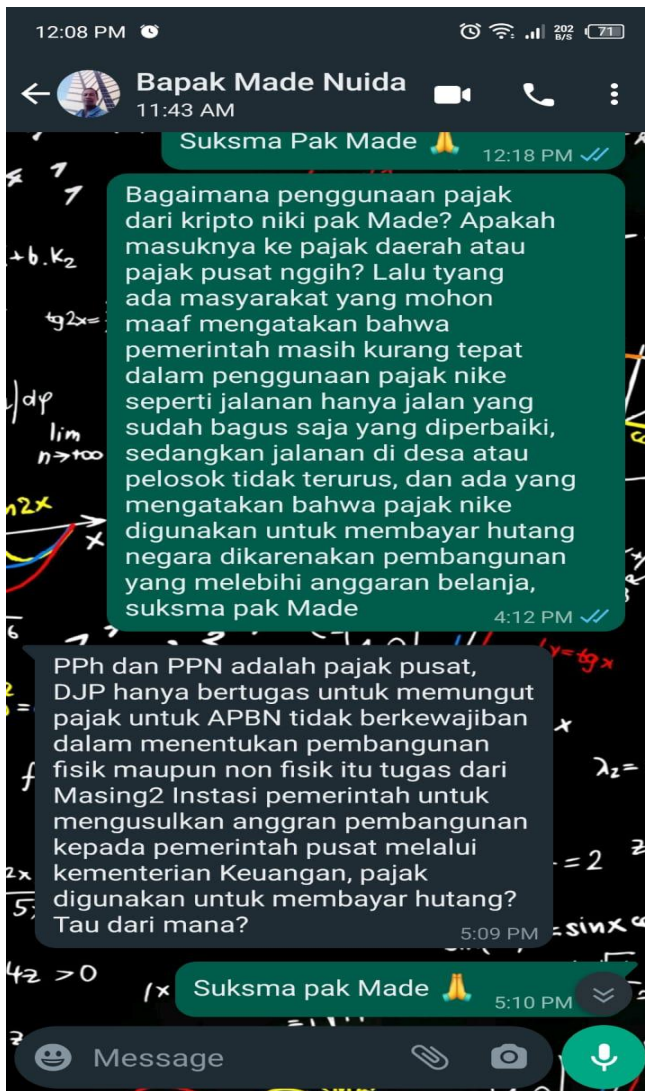 12:08 PM
202 B/S 71
Bapak Made Nuida
11:43 AM
Suksma Pak Made 🙏
12:18 PM
Bagaimana penggunaan pajak
dari kripto niki pak Made? Apakah
masuknya ke pajak daerah atau
pajak pusat nggih? Lalu tyang
ada masyarakat yang mohon
maaf mengatakan bahwa
pemerintah masih kurang tepat
dalam penggunaan pajak nike
seperti jalanan hanya jalan yang
sudah bagus saja yang diperbaiki,
sedangkan jalanan di desa atau
pelosok tidak terurus, dan ada yang
mengatakan bahwa pajak nike
digunakan untuk membayar hutang
negara dikarenakan pembangunan
yang melebihi anggaran belanja,
suksma pak Made
4:12 PM
PPh dan PPN adalah pajak pusat,
DJP hanya bertugas untuk memungut
pajak untuk APBN tidak berkewajiban
dalam menentukan pembangunan
fisik maupun non fisik itu tugas dari
Masing2 Instasi pemerintah untuk
mengusulkan anggran pembangunan
kepada pemerintah pusat melalui
kementerian Keuangan, pajak
digunakan untuk membayar hutang?
Tau dari mana?
5:09 PM
Suksma pak Made 🙏
5:10 PM
Message